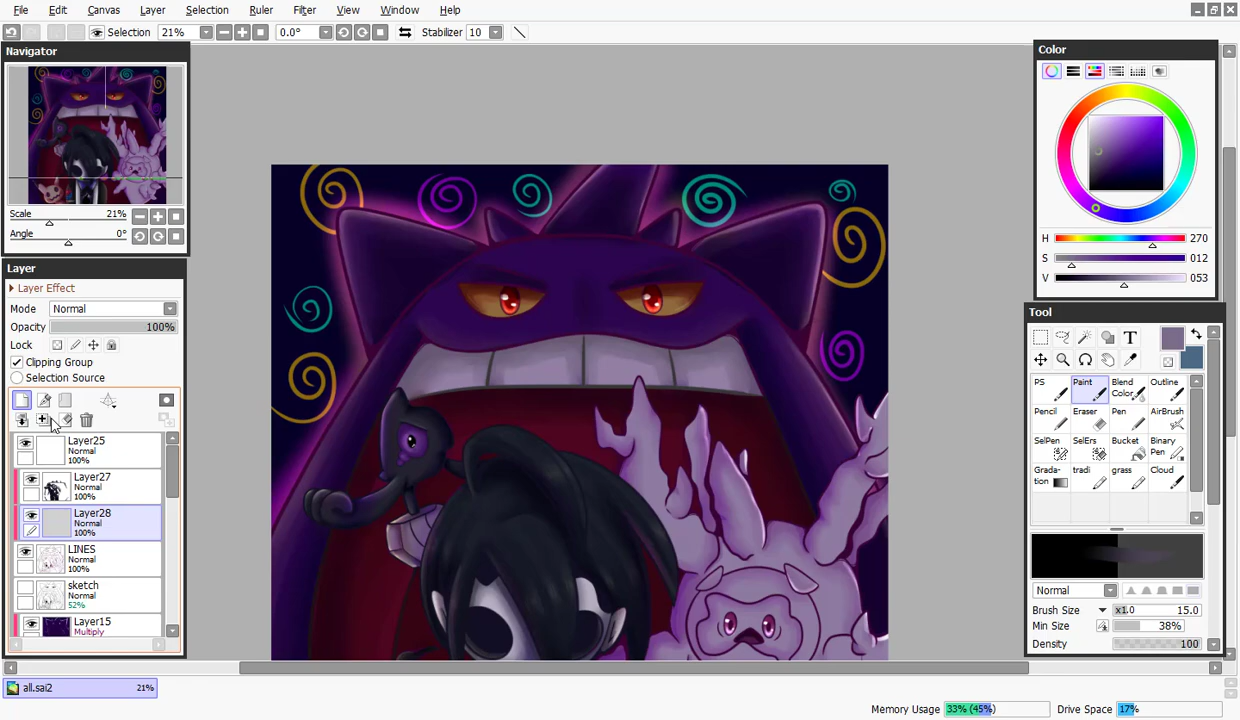 File Edit Canvas Layer Selection Ruler Filter View Window Help
Selection 21% 0.0° Stabilizer 10
Navigator
Scale 21%
Angle 0°
Layer
Layer Effect
Mode Normal
Opacity 100%
Lock
Clipping Group
Selection Source
Layer25
Normal
100%
Layer27
Normal
100%
Layer28
Normal
100%
LINES
Normal
100%
sketch
Normal
52%
Layer15
Multiply
Color
H 270
S 012
V 053
Tool
T
PS Paint Blend Color Outline
Pencil Eraser Pen AirBrush
SelPen SelErs Bucket Binary Pen
Grada-tion tradi grass Cloud
Normal
Brush Size x1.0 15.0
Min Size 38%
Density 100
all.sai2 21%
Memory Usage 33% (45%) Drive Space 17%